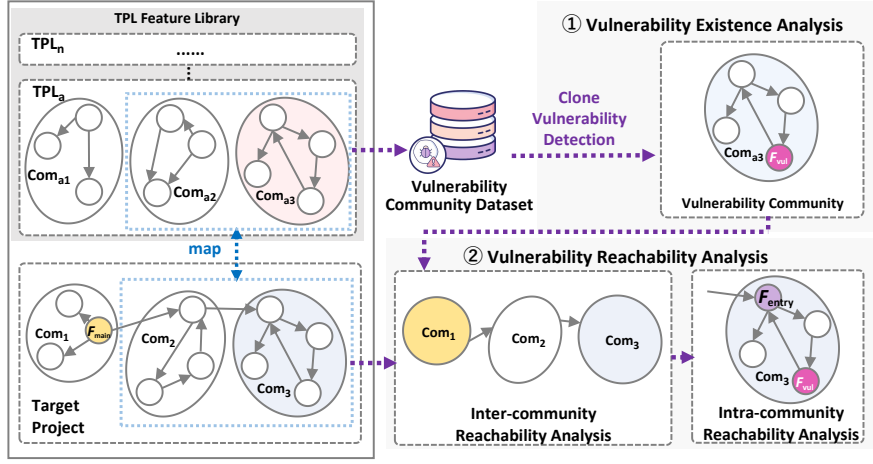 TPL Feature Library
TPLn
......
TPLa
Coma1
Coma2
Coma3
map
Com1
Fmain
Com2
Com3
Target
Project
Vulnerability
Community Dataset
Clone
Vulnerability
Detection
① Vulnerability Existence Analysis
Coma3
Fvul
Vulnerability Community
② Vulnerability Reachability Analysis
Com1
Com2
Com3
Inter-community
Reachability Analysis
Fentry
Com3
Fvul
Intra-community
Reachability Analysis